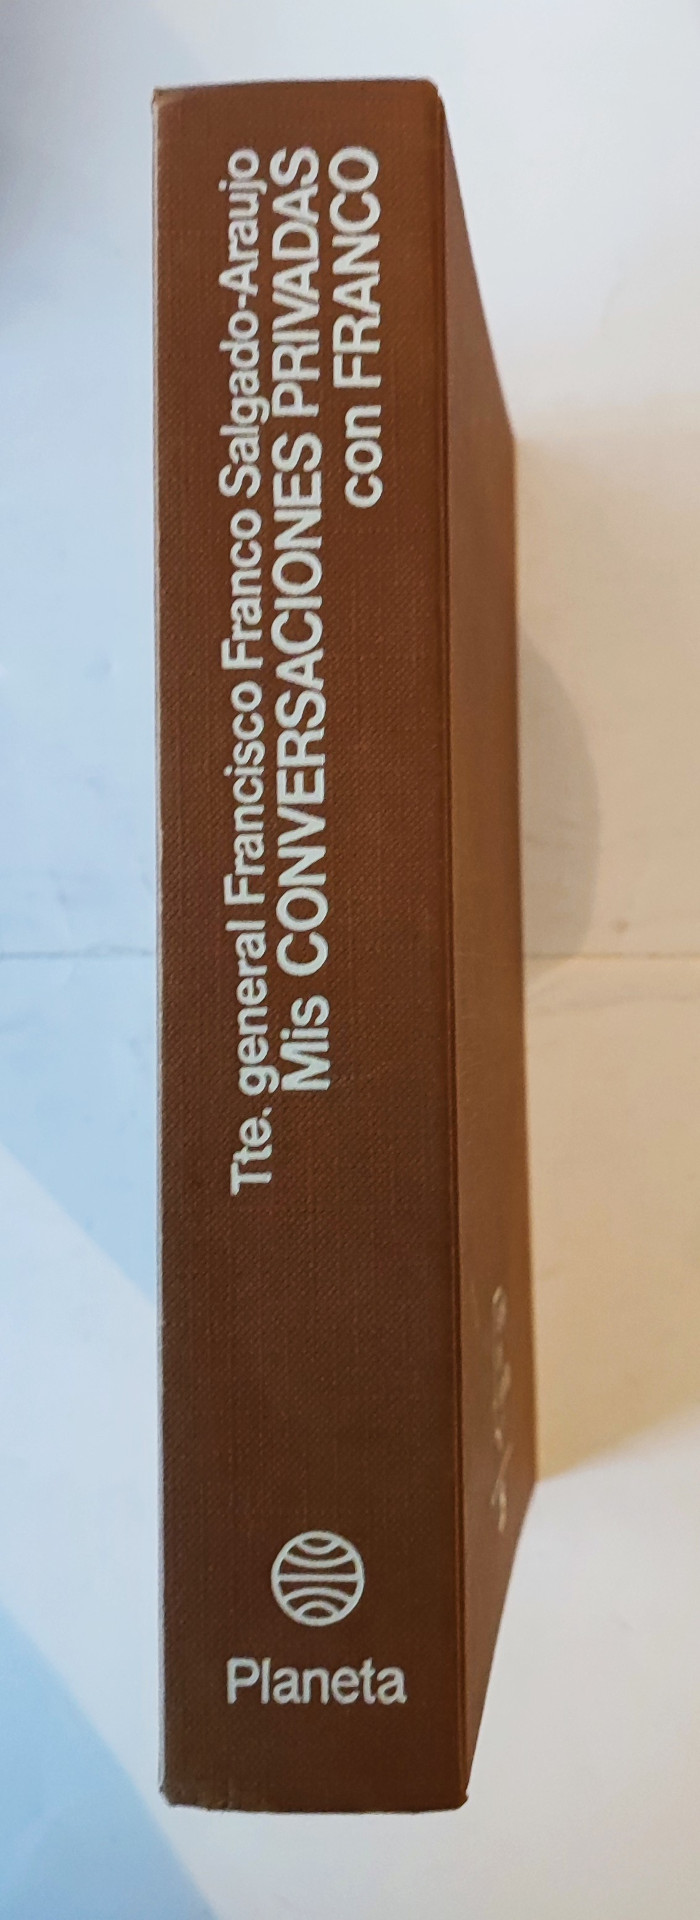 Tte. general Francisco Franco Salgado-Araujo
Mis CONVERSACIONES PRIVADAS
con FRANCO
Planeta